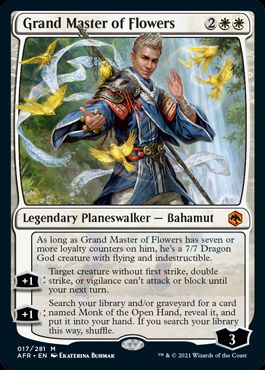 Grand Master of Flowers 2
Legendary Planeswalker — Bahamut
As long as Grand Master of Flowers has seven or
more loyalty counters on him, he's a 7/7 Dragon
God creature with flying and indestructible.
+1 Target creature without first strike, double
strike, or vigilance can't attack or block until
your next turn.
+1 Search your library and/or graveyard for a card
named Monk of the Open Hand, reveal it, and
put it into your hand. If you search your library
this way, shuffle.
3
017/281 M
AFR • EN Ekaterina Burmak
™ & © 2021 Wizards of the Coast